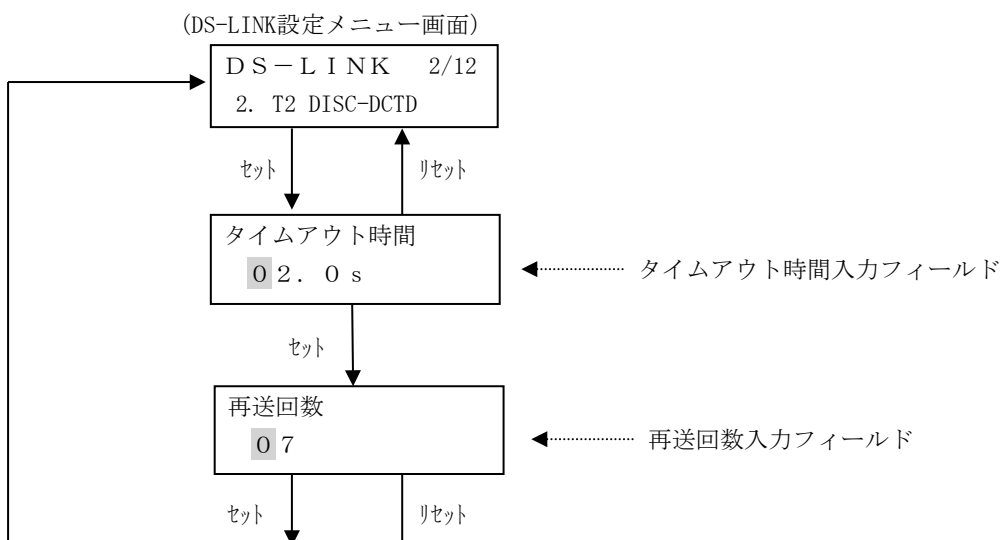 (DS-LINK設定メニュー画面)
DS－LINK 2/12
2. T2 DISC-DCTD
ｾｯﾄ ﾘｾｯﾄ
タイムアウト時間
０２．０ｓ
タイムアウト時間入力フィールド
ｾｯﾄ
再送回数
０７
再送回数入力フィールド
ｾｯﾄ ﾘｾｯﾄ